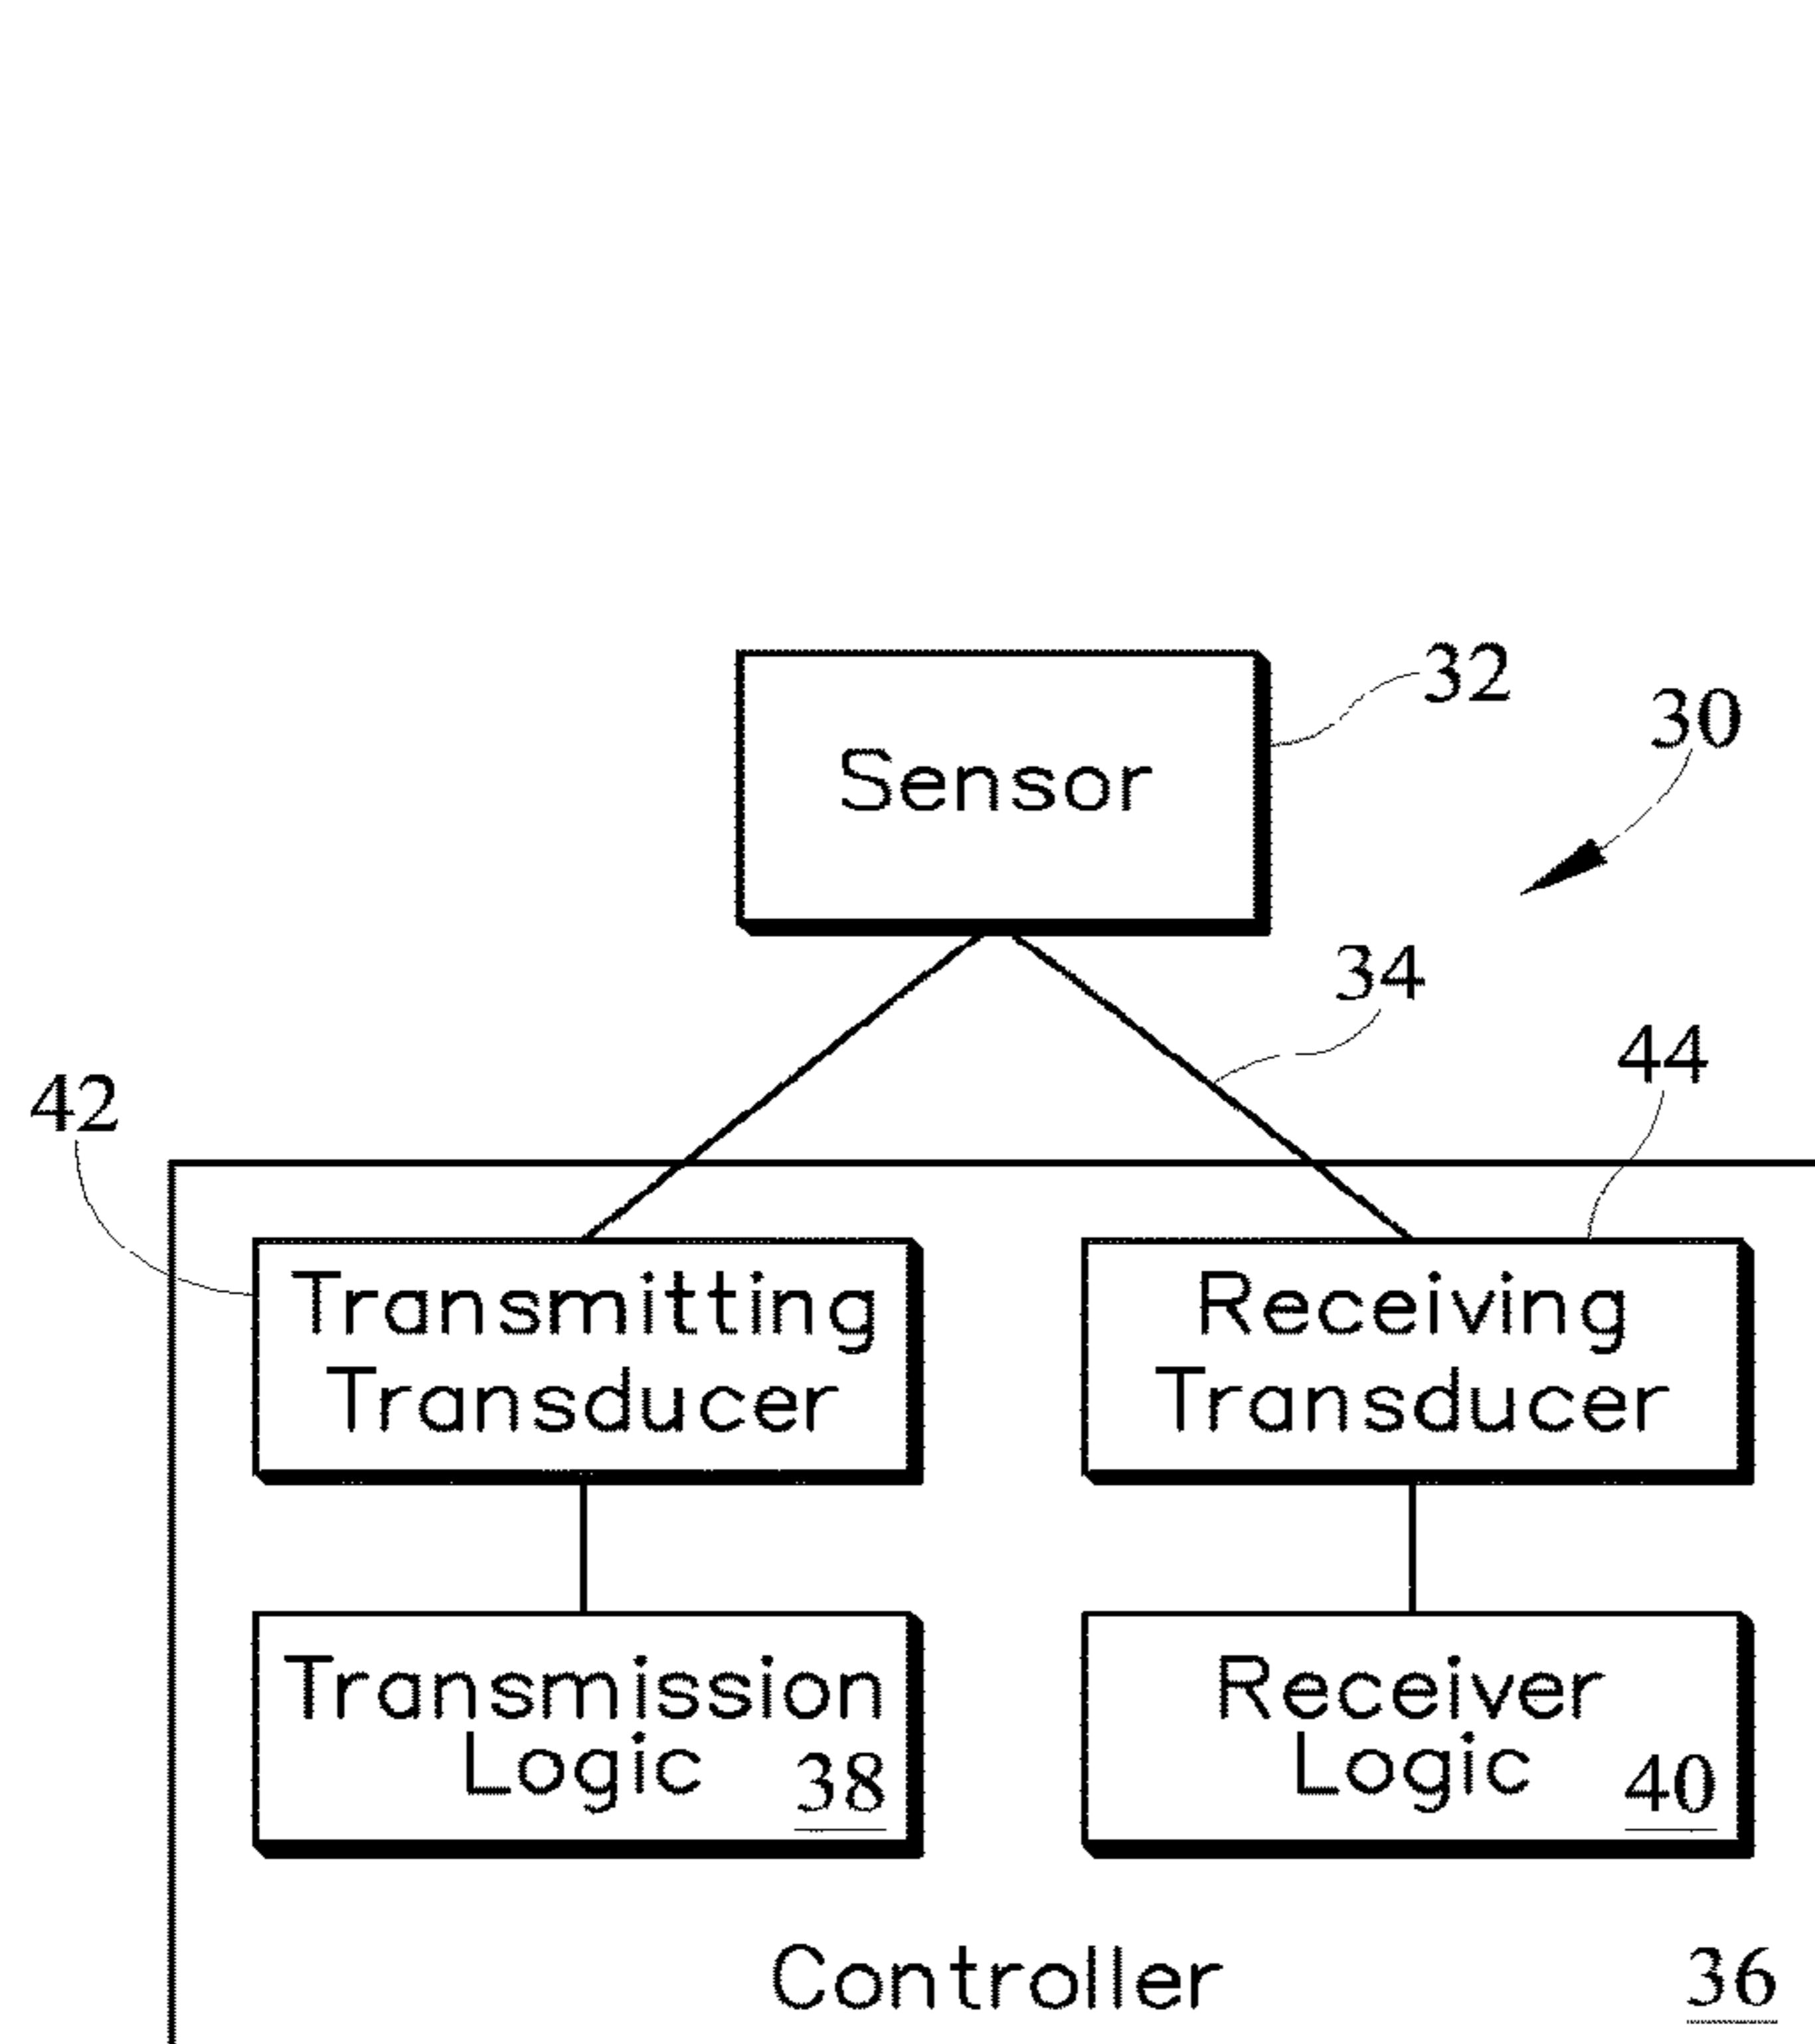 32
30
Sensor
34
44
42
Transmitting
Transducer
Receiving
Transducer
Transmission
Logic 38
Receiver
Logic 40
Controller 36